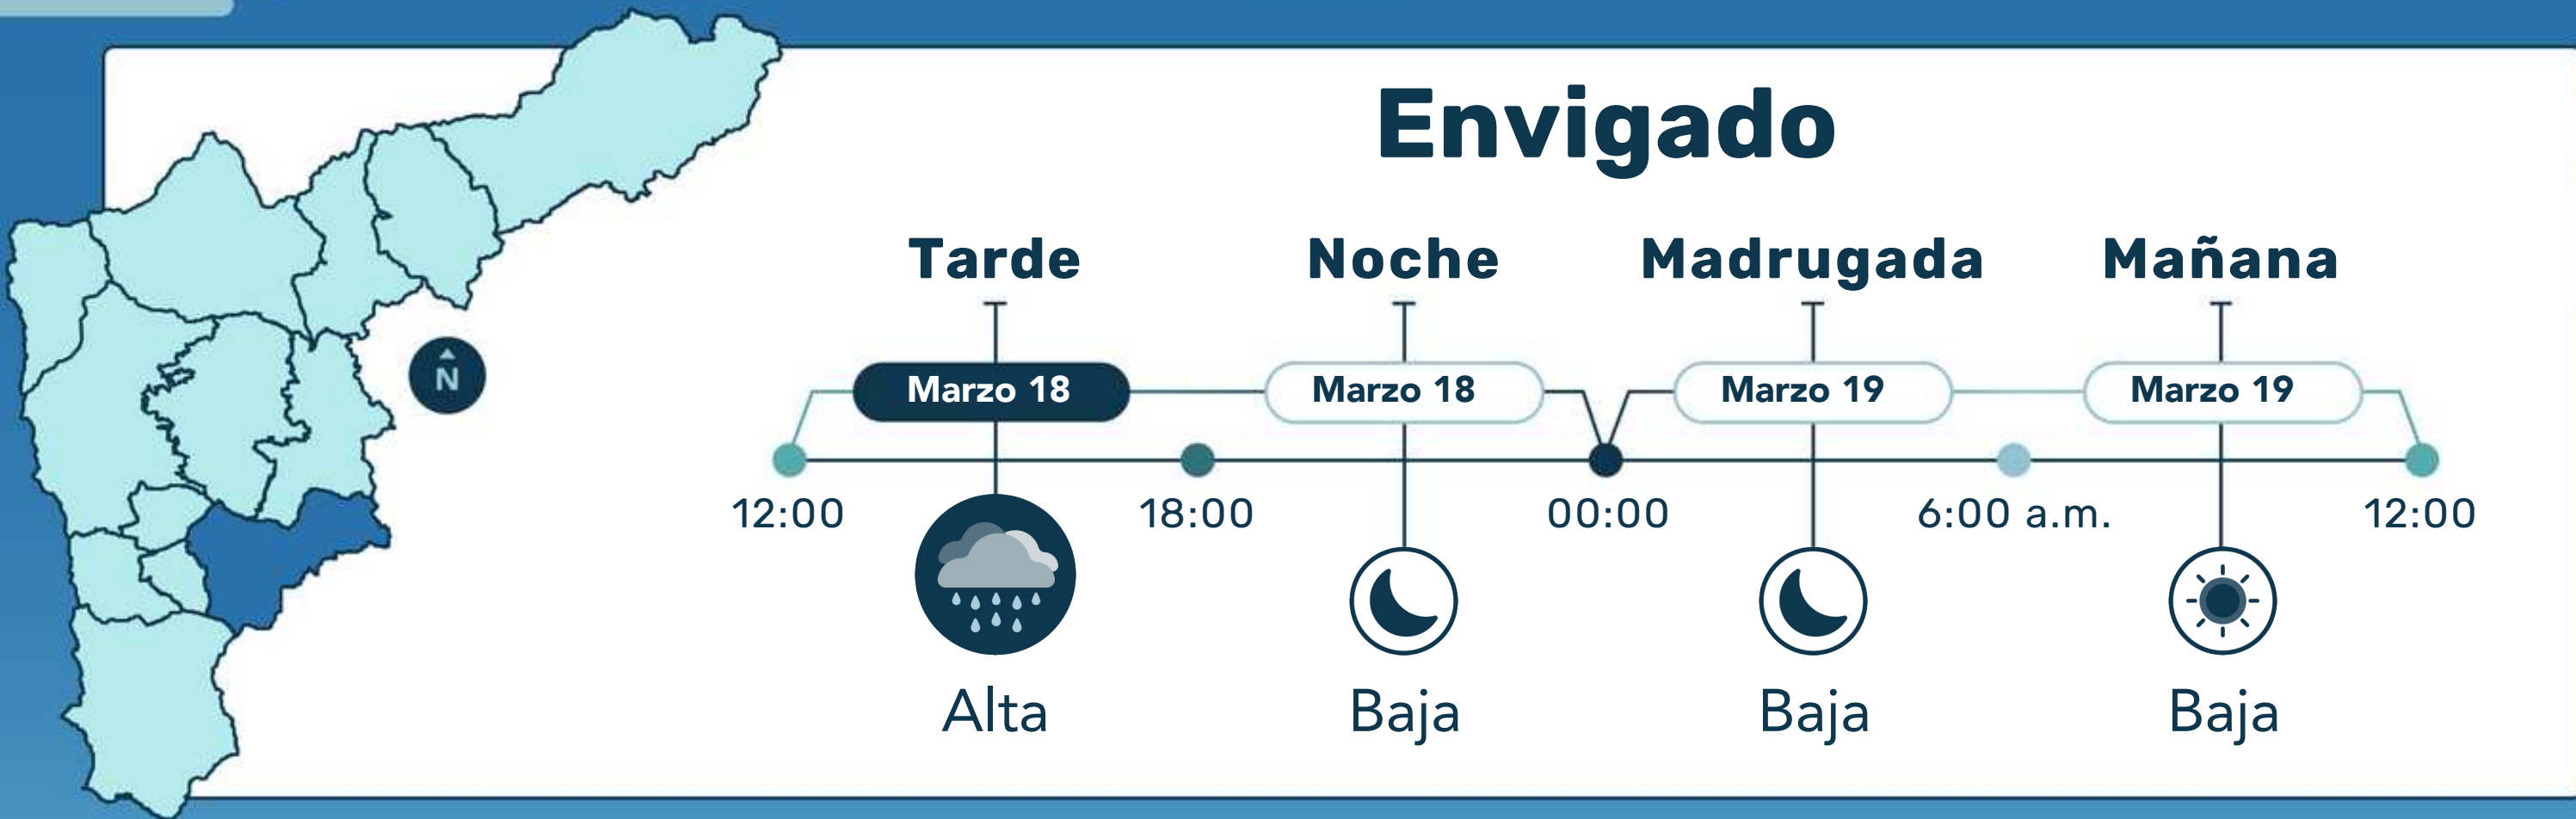 Envigado
Tarde
Noche
Madrugada
Mañana
Marzo 18
Marzo 18
Marzo 19
Marzo 19
N
12:00
18:00
00:00
6:00 a.m.
12:00
Alta
Baja
Baja
Baja